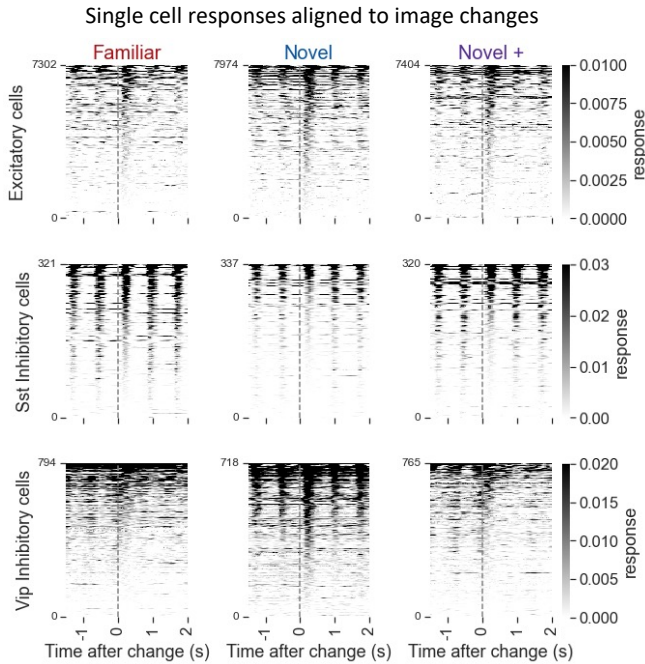 Single cell responses aligned to image changes
Familiar
Novel
Novel +
Excitatory cells
7302
0
7974
0
7404
0
0.0100
0.0075
0.0050
0.0025
0.0000
response
Sst Inhibitory cells
321
0
337
0
320
0
0.03
0.02
0.01
0.00
response
Vip Inhibitory cells
794
0
718
0
765
0
0.020
0.015
0.010
0.005
0.000
response
-1 0 1 2
-1 0 1 2
-1 0 1 2
Time after change (s)
Time after change (s)
Time after change (s)